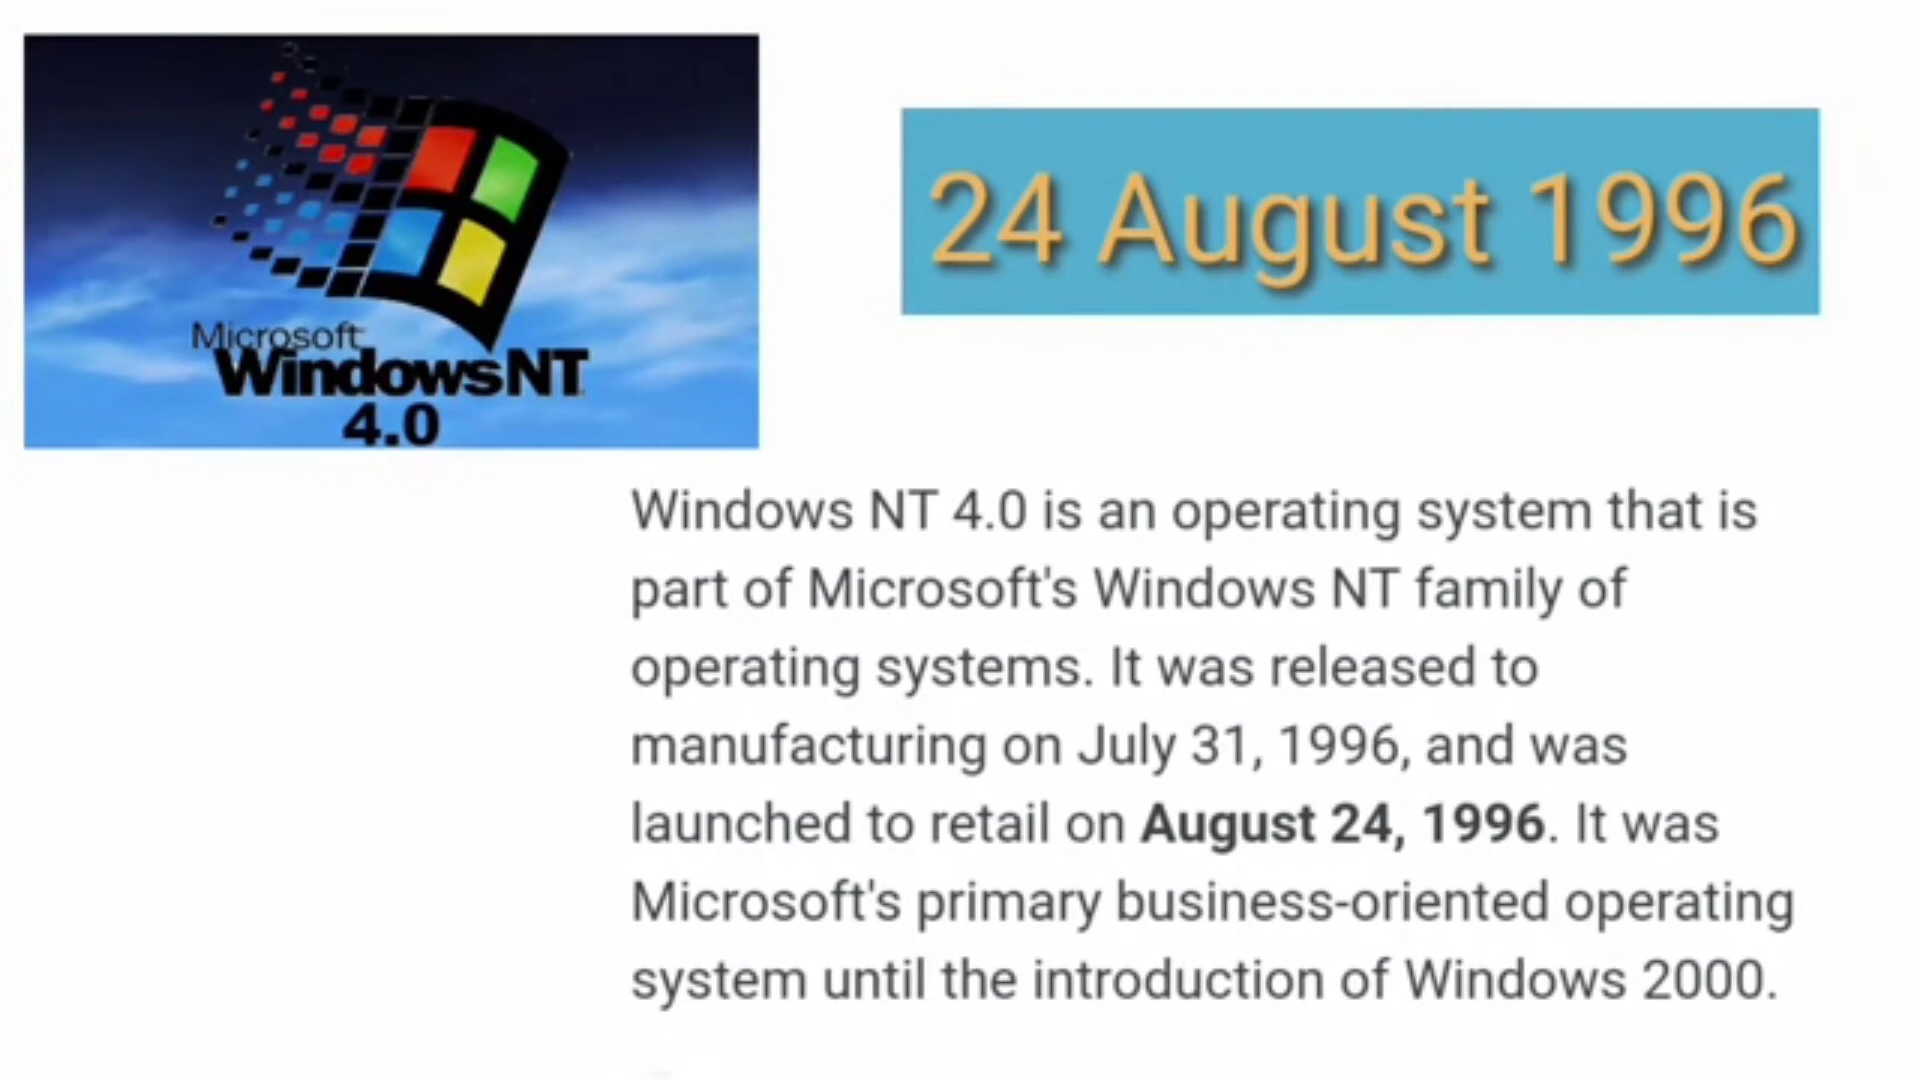 Microsoft
Windows NT
4.0
24 August 1996
Windows NT 4.0 is an operating system that is
part of Microsoft's Windows NT family of
operating systems. It was released to
manufacturing on July 31, 1996, and was
launched to retail on August 24, 1996. It was
Microsoft's primary business-oriented operating
system until the introduction of Windows 2000.